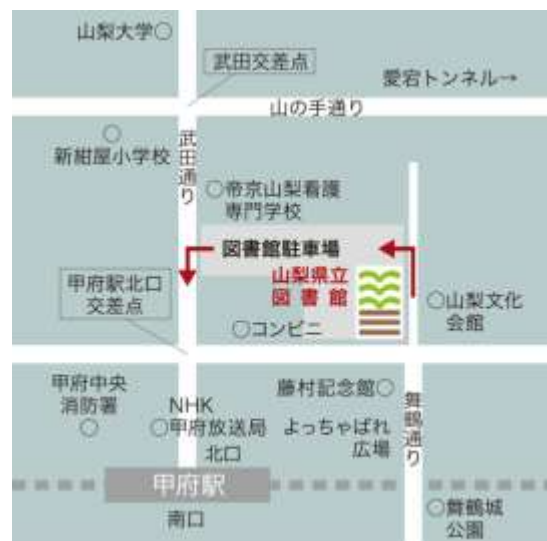 山梨大学
武田交差点
愛宕トンネル→
山の手通り
新紺屋小学校
武田通り
帝京山梨看護
専門学校
図書館駐車場
山梨県立
図書館
甲府駅北口
交差点
山梨文化
会館
コンビニ
甲府中央
消防署
NHK
甲府放送局
藤村記念館
よっちゃばれ
広場
舞鶴通り
北口
甲府駅
南口
舞鶴城
公園